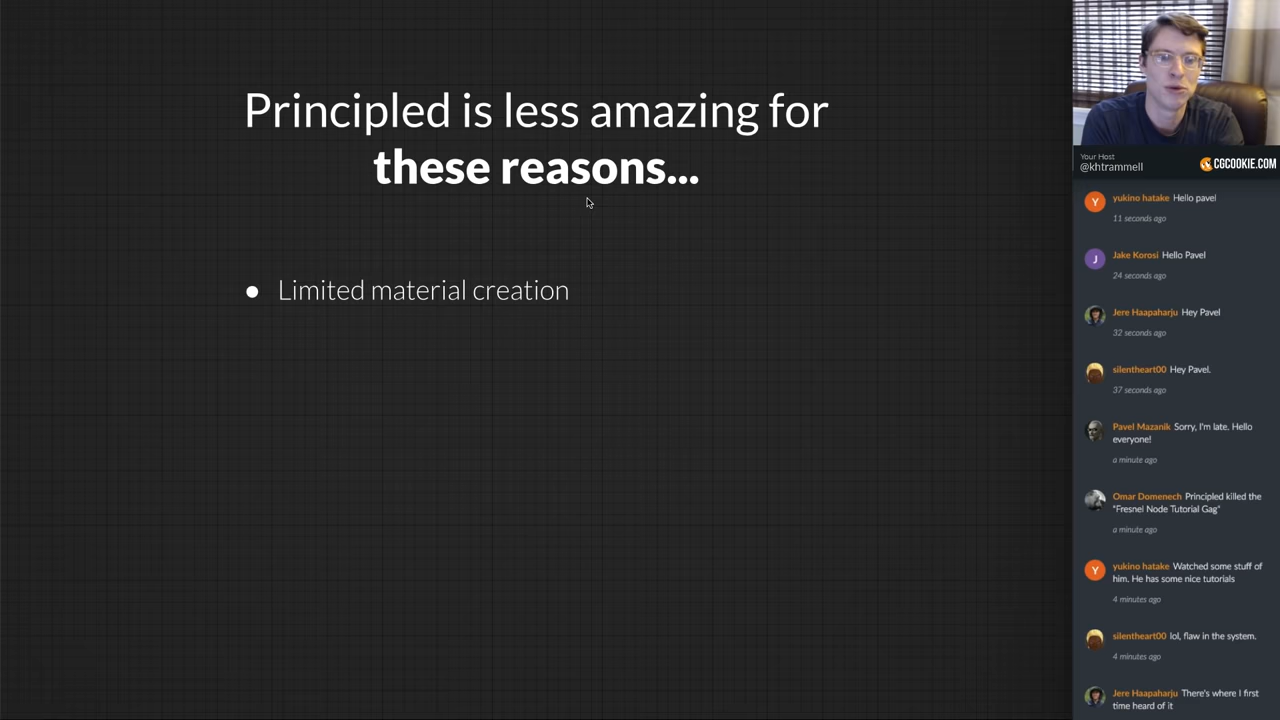 Principled is less amazing for
these reasons...
● Limited material creation
Your Host
@khtrammell
CGCOOKIE.COM
Y
yukino hatake Hello pavel
11 seconds ago
J
Jake Korosi Hello Pavel
24 seconds ago
Jere Haapaharju Hey Pavel
32 seconds ago
silentheart00 Hey Pavel.
37 seconds ago
Pavel Mazanik Sorry, I'm late. Hello
everyone!
a minute ago
Omar Domenech Principled killed the
"Fresnel Node Tutorial Gag"
a minute ago
Y
yukino hatake Watched some stuff of
him. He has some nice tutorials
4 minutes ago
silentheart00 lol, flaw in the system.
4 minutes ago
Jere Haapaharju There's where I first
time heard of it